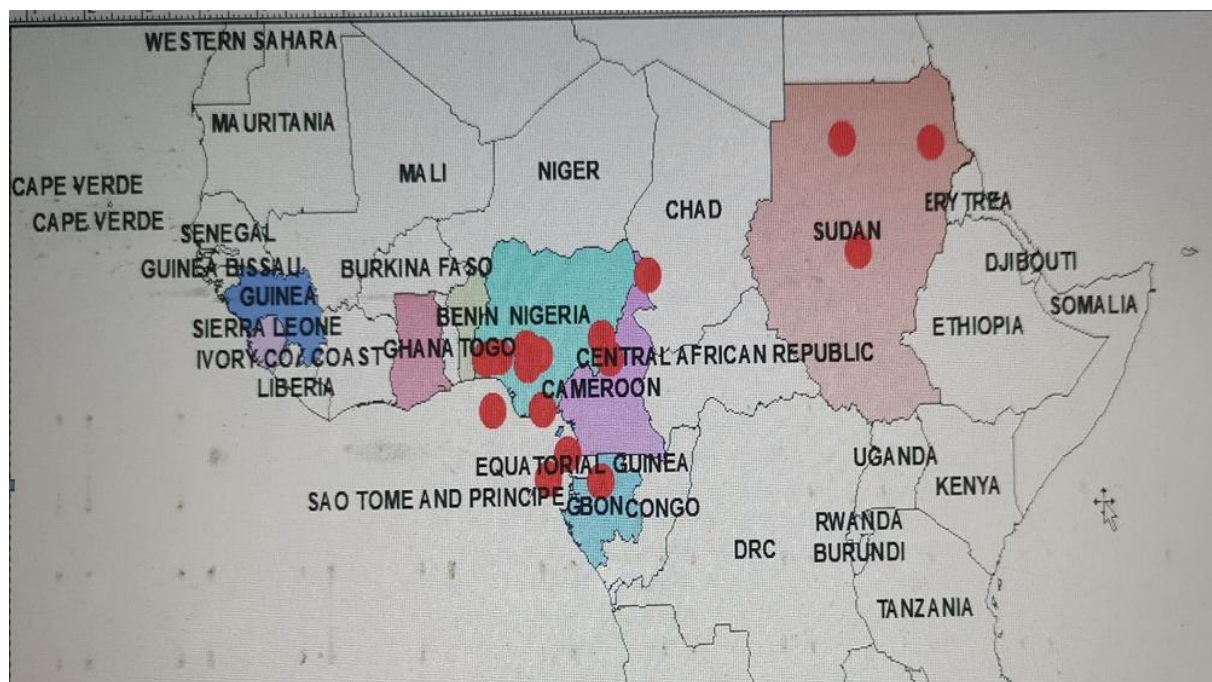 WESTERN SAHARA
MAURITANIA
MALI
NIGER
CHAD
CAPE VERDE
CAPE VERDE
SENEGAL
SUDAN
ERYTREA
GUINEA BISSAU
BURKINA FASO
DJIBOUTI
GUINEA
SOMALIA
BENIN
NIGERIA
SIERRA LEONE
ETHIOPIA
IVORY
COAST
GHANA
TOGO
CENTRAL AFRICAN REPUBLIC
LIBERIA
CAMEROON
EQUATORIAL GUINEA
UGANDA
KENYA
SAO TOME AND PRINCIPE
GBON
CONGO
RWANDA
DRC
BURUNDI
TANZANIA